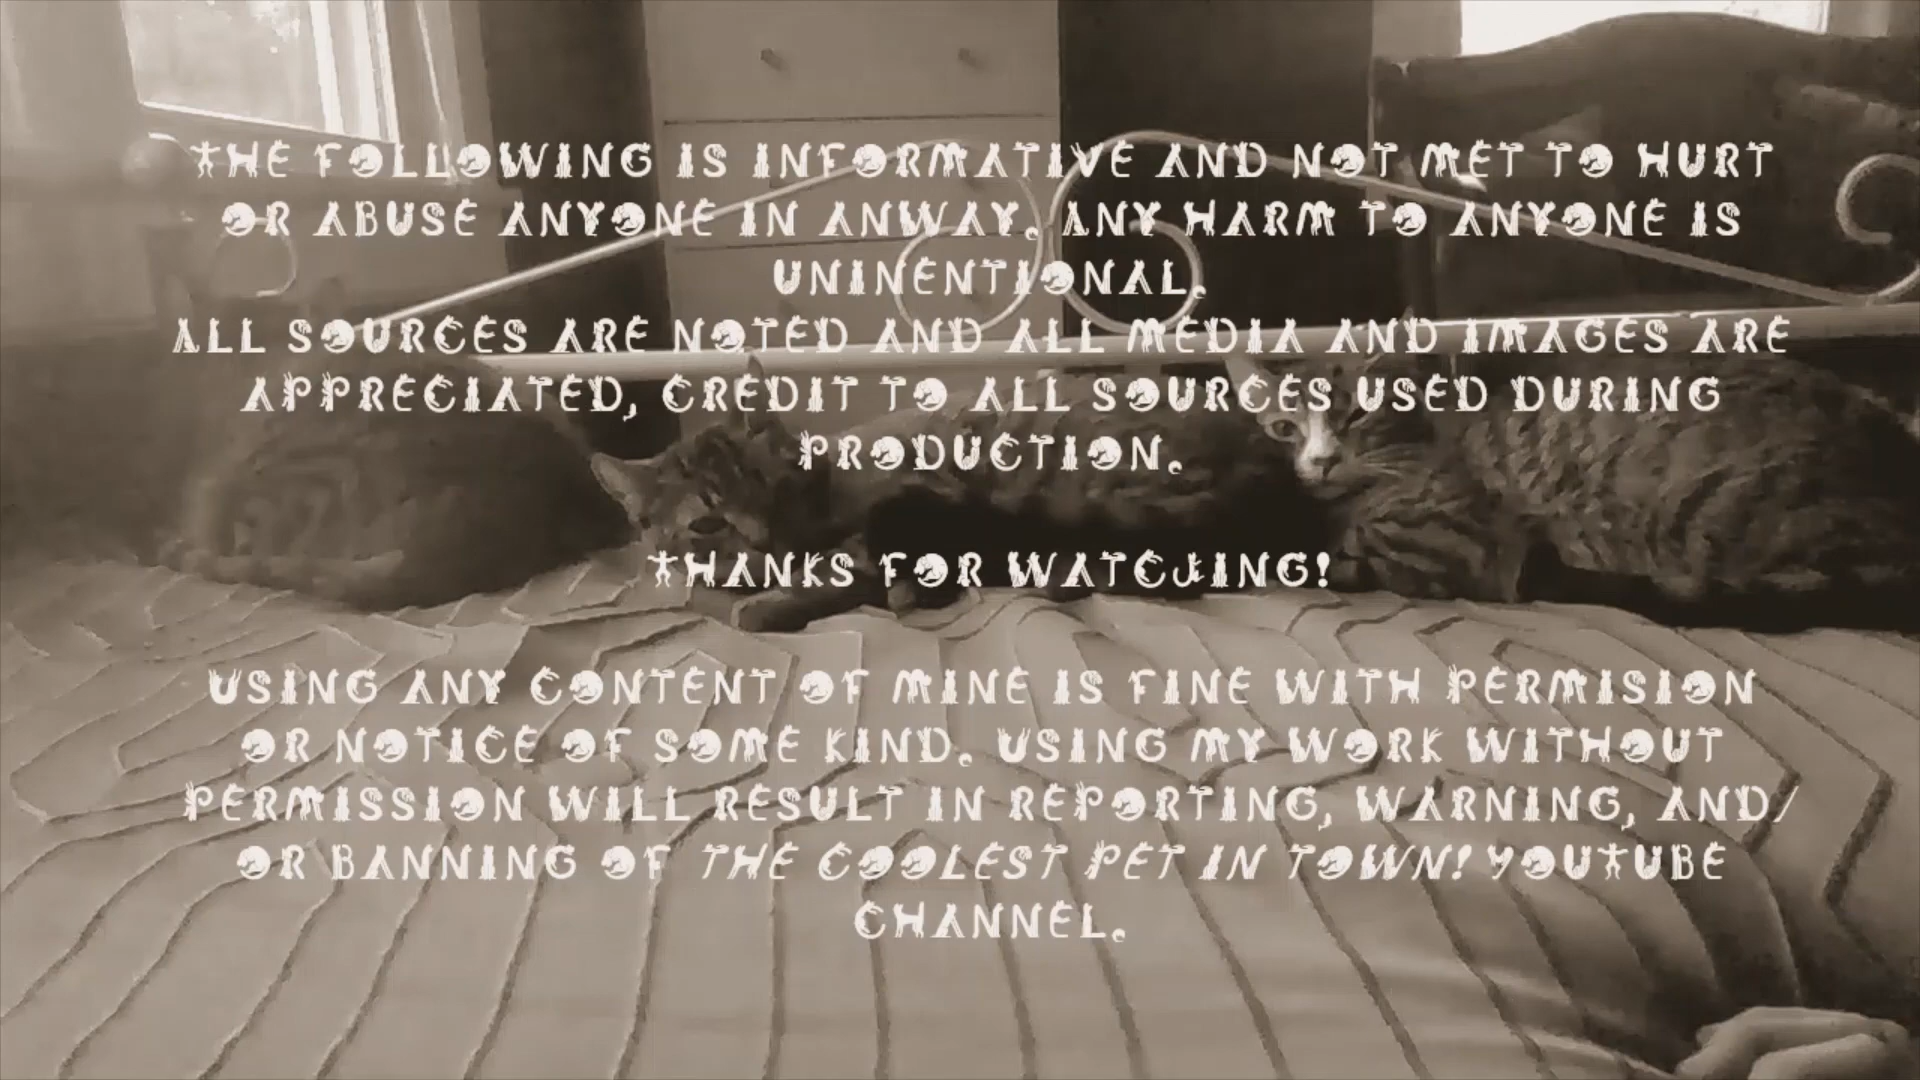 THE FOLLOWING IS INFORMATIVE AND NOT MET TO HURT
OR ABUSE ANYONE IN ANWAY. ANY HARM TO ANYONE IS
UNINENTIONAL.
ALL SOURCES ARE NOTED AND ALL MEDIA AND IMAGES ARE
APPRECIATED, CREDIT TO ALL SOURCES USED DURING
PRODUCTION.
THANKS FOR WATCJING!
USING ANY CONTENT OF MINE IS FINE WITH PERMISION
OR NOTICE OF SOME KIND. USING MY WORK WITHOUT
PERMISSION WILL RESULT IN REPORTING, WARNING, AND/
OR BANNING OF THE COOLEST PET IN TOWN! YOUTUBE
CHANNEL.